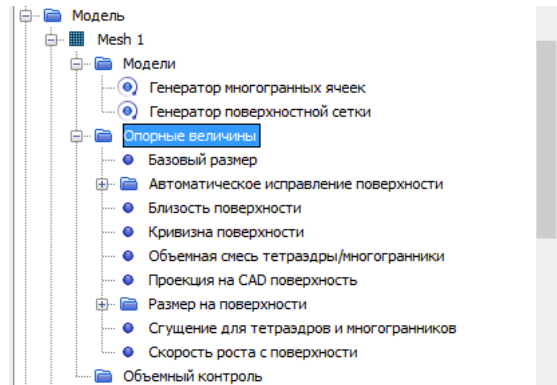 Модель
Mesh 1
Модели
Генератор многогранных ячеек
Генератор поверхностной сетки
Опорные величины
Базовый размер
Автоматическое исправление поверхности
Близость поверхности
Кривизна поверхности
Объемная смесь тетраэдры/многогранники
Проекция на CAD поверхность
Размер на поверхности
Сгущение для тетраэдров и многогранников
Скорость роста с поверхности
Объемный контроль